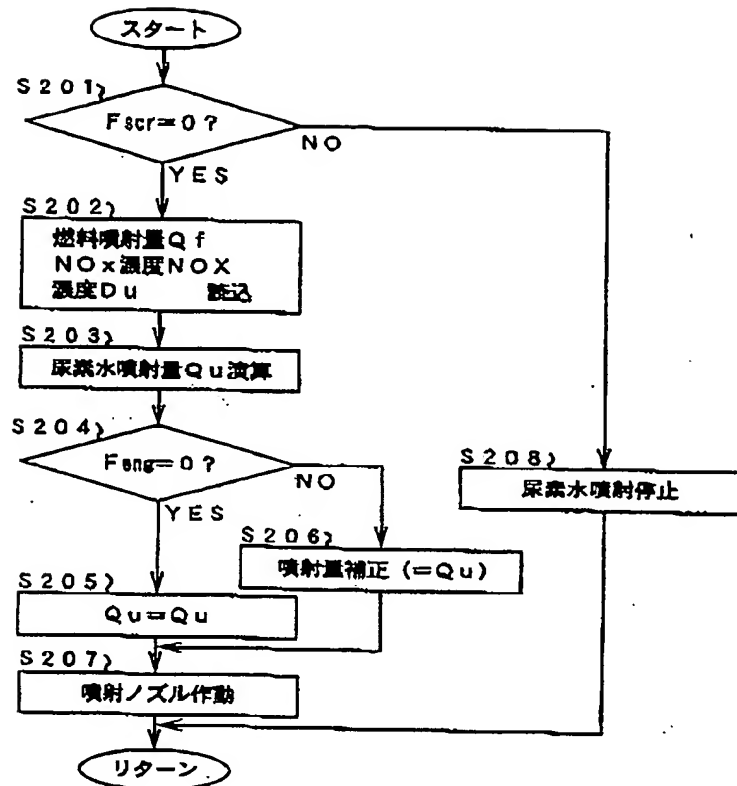 スタート
S201
Fscr=0?
NO
YES
S202
燃料噴射量Qf
NOx濃度NOX
濃度Du 読込
S203
尿素水噴射量Qu演算
S204
Feng=0?
NO
YES
S208
尿素水噴射停止
S206
噴射量補正(=Qu)
S205
Qu=Qu
S207
噴射ノズル作動
リターン